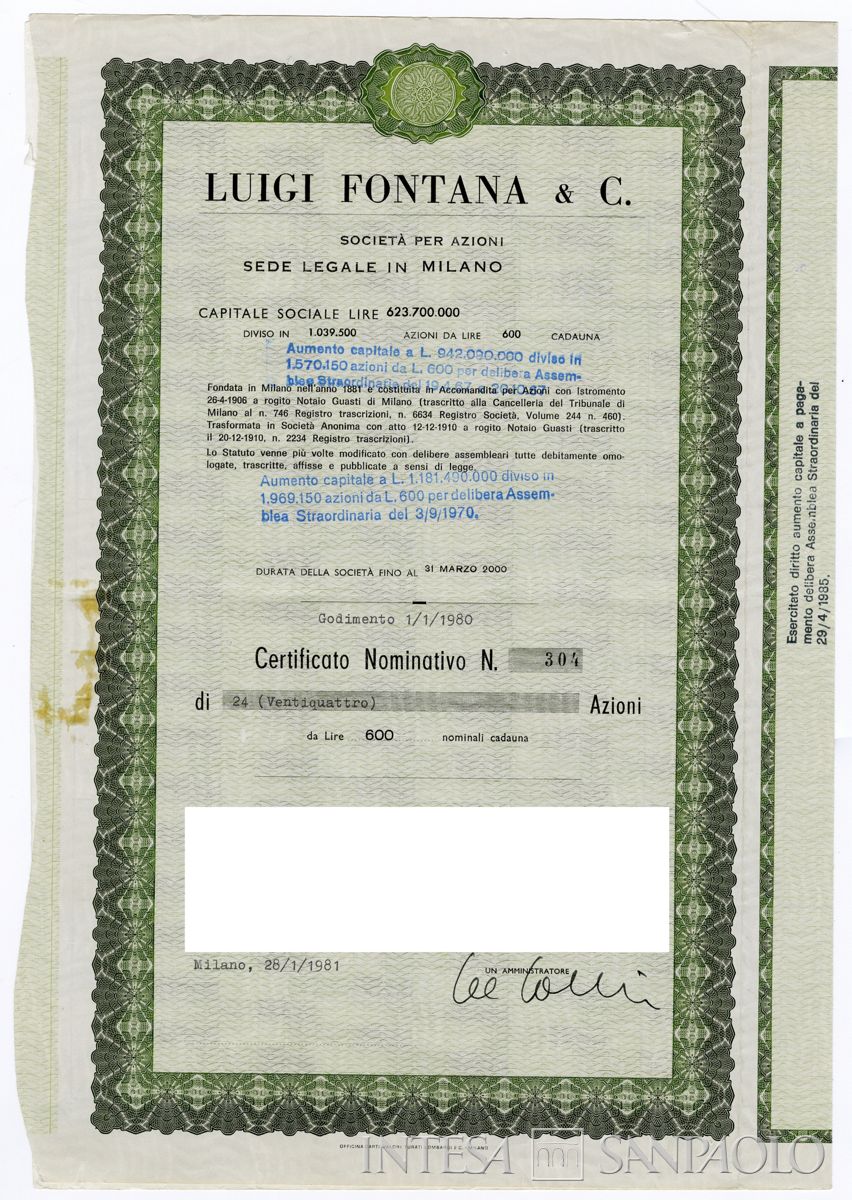 LUIGI FONTANA & C.
SOCIETÀ PER AZIONI
SEDE LEGALE IN MILANO
CAPITALE SOCIALE LIRE 623.700.000
DIVISO IN 1.039.500 AZIONI DA LIRE 600 CADAUNA
Aumento capitale a L. 942.090.000 diviso in
1.570.150 azioni da L. 600 per delibera Assem-
blea Straordinaria del
Fondata in Milano nell'anno 1881 e costituita in Accomandita per Azioni con Istromento
26-4-1906 a rogito Notaio Guasti di Milano (trascritto alla Cancelleria del Tribunale di
Milano al n. 746 Registro trascrizioni, n. 6634 Registro Società, Volume 244 n. 460).
Trasformata in Società Anonima con atto 12-12-1910 a rogito Notaio Guasti (trascritto
il 20-12-1910, n. 2234 Registro trascrizioni).
Lo Statuto venne più volte modificato con delibere assembleari tutte debitamente omo-
logate, trascritte, affisse e pubblicate a sensi di legge.
Aumento capitale a L. 1.181.490.000 diviso in
1.969.150 azioni da L. 600 per delibera Assem-
blea Straordinaria del 3/9/1970.
DURATA DELLA SOCIETÀ FINO AL 31 MARZO 2000
Godimento 1/1/1980
Certificato Nominativo N. 304
di 24 (Ventiquattro) Azioni
da Lire 600 nominali cadauna
Milano, 28/1/1981
UN AMMINISTRATORE
OFFICINA CARTE VALORI TURATI LOMBARDI E C. - MILANO
Esercitato diritto aumento capitale a paga-
mento delibera Assemblea Straordinaria del
29/4/1985.
INTESA SANPAOLO